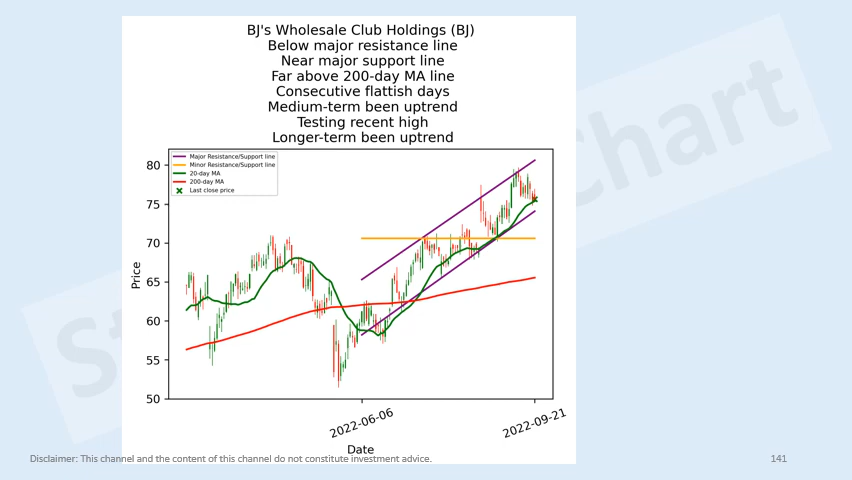 BJ's Wholesale Club Holdings (BJ)
Below major resistance line
Near major support line
Far above 200-day MA line
Consecutive flattish days
Medium-term been uptrend
Testing recent high
Longer-term been uptrend
Major Resistance/Support line
Minor Resistance/Support line
20-day MA
200-day MA
Last close price
80
75
70
65
60
55
50
Price
2022-06-06
2022-09-21
Date
Disclaimer: This channel and the content of this channel do not constitute investment advice.
141
St
chart